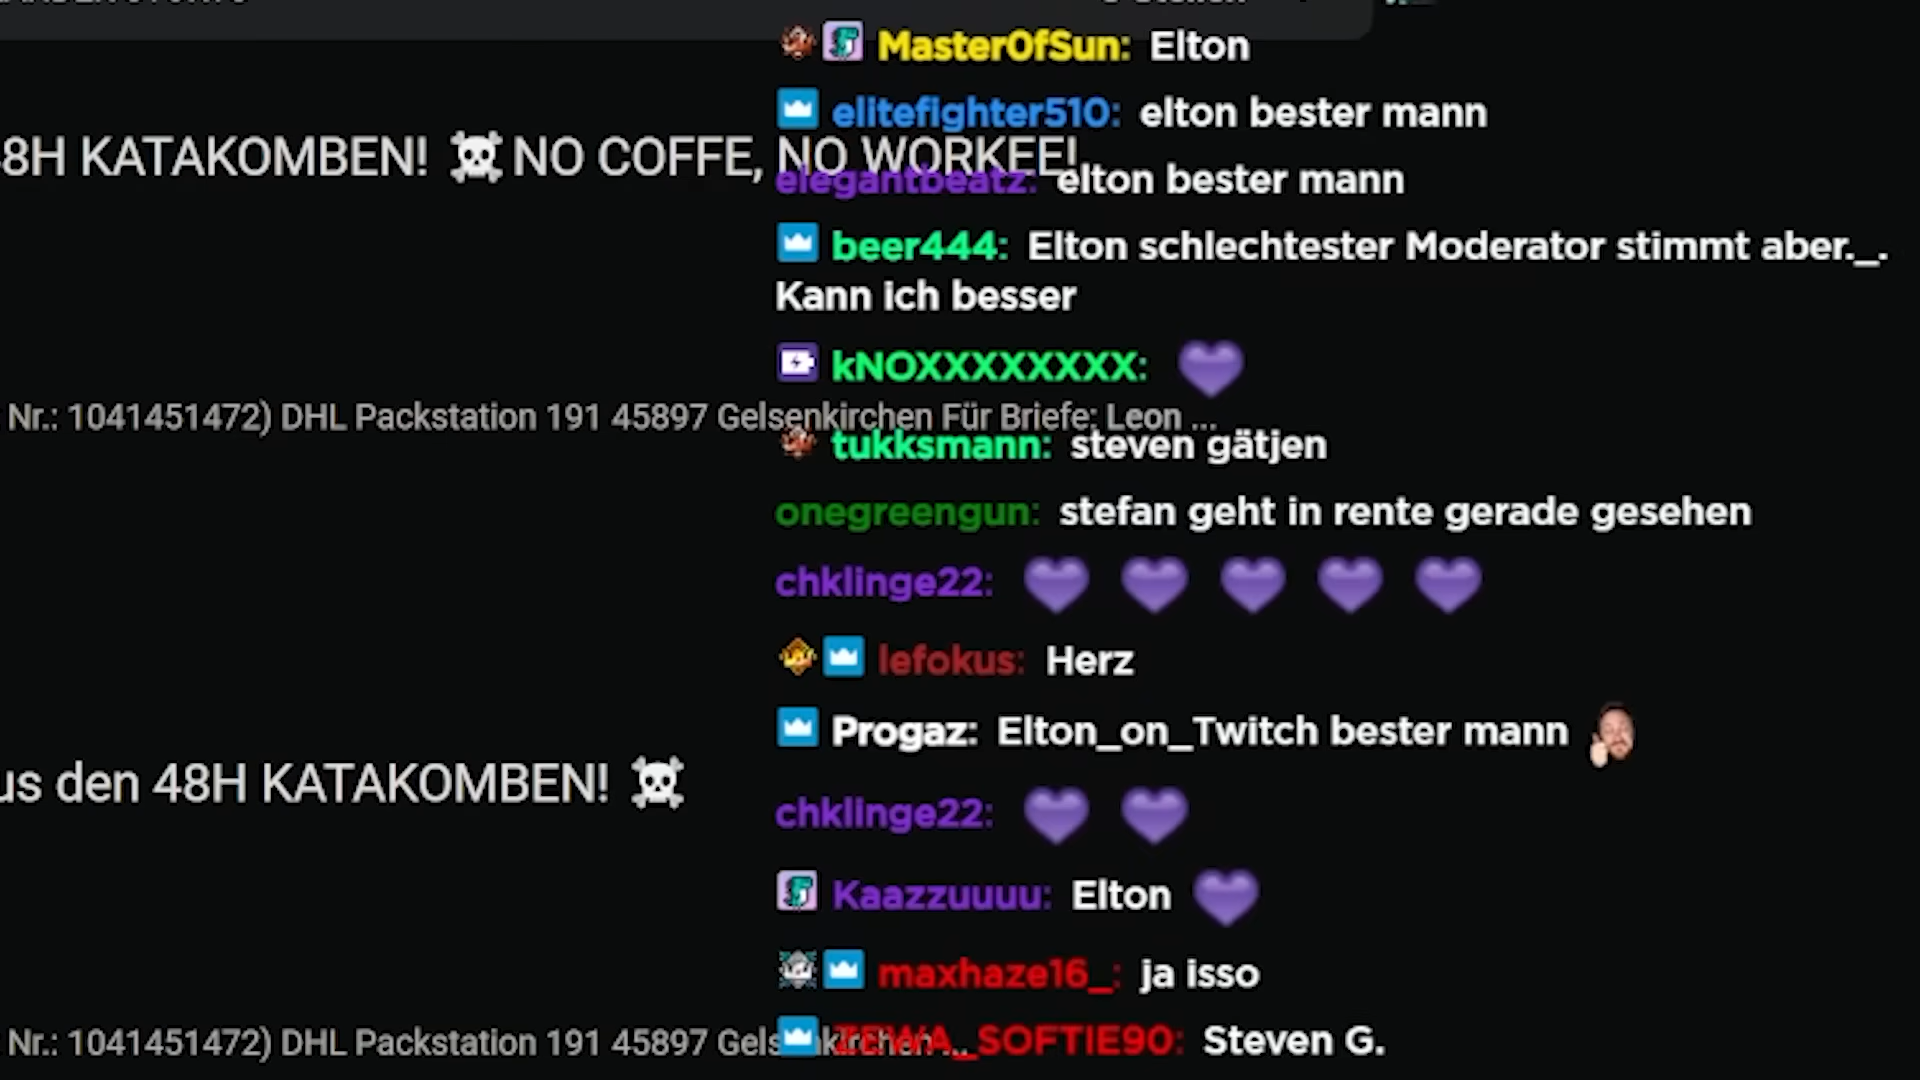 MasterOfSun: Elton
elitefighter510: elton bester mann
48H KATAKOMBEN! ☠ NO COFFE, NO WORKEE!
elegantbeatz: elton bester mann
beer444: Elton schlechtester Moderator stimmt aber._.
Kann ich besser
kNOXXXXXXXX: 💜
Nr.: 1041451472) DHL Packstation 191 45897 Gelsenkirchen Für Briefe: Leon ...
tukksmann: steven gätjen
onegreengun: stefan geht in rente gerade gesehen
chklinge22: 💜 💜 💜 💜 💜
lefokus: Herz
Progaz: Elton_on_Twitch bester mann
us den 48H KATAKOMBEN! ☠
chklinge22: 💜 💜
Kaazzuuuu: Elton 💜
maxhaze16_: ja isso
Nr.: 1041451472) DHL Packstation 191 45897 Gelsenkirchen ...
ZEWA_SOFTIE90: Steven G.